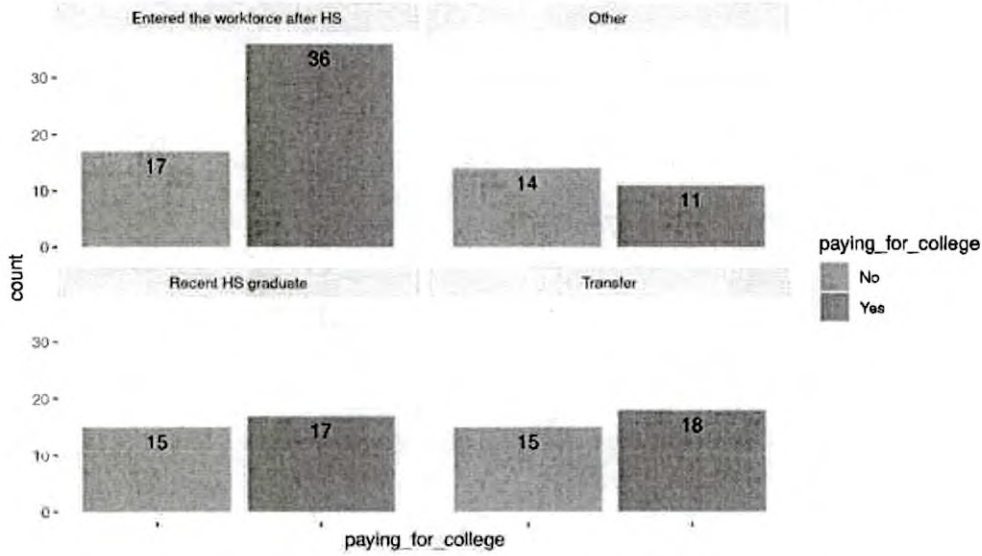 Entered the workforce after HS
Other
30
20
10
0
36
17
14
11
count
paying_for_college
No
Yes
Recent HS graduate
Transfer
30
20
10
0
15
17
15
18
paying_for_college